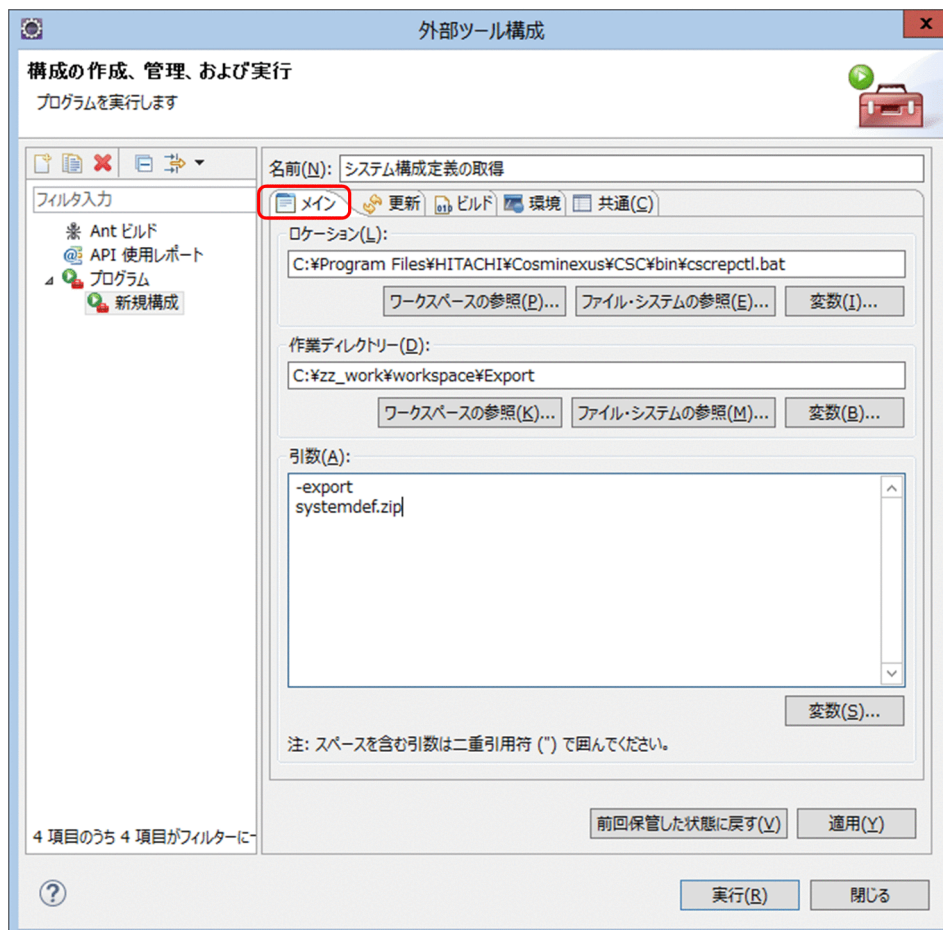 外部ツール構成
構成の作成、管理、および実行
プログラムを実行します
フィルタ入力
Ant ビルド
API 使用レポート
プログラム
新規構成
4 項目のうち 4 項目がフィルターに一
名前(N): システム構成定義の取得
メイン 更新 ビルド 環境 共通(C)
ロケーション(L):
C:¥Program Files¥HITACHI¥Cosminexus¥CSC¥bin¥cscrepctl.bat
ワークスペースの参照(P)... ファイル・システムの参照(E)... 変数(I)...
作業ディレクトリー(D):
C:¥zz_work¥workspace¥Export
ワークスペースの参照(K)... ファイル・システムの参照(M)... 変数(B)...
引数(A):
-export
systemdef.zip
変数(S)...
注: スペースを含む引数は二重引用符 (") で囲んでください。
前回保管した状態に戻す(V) 適用(Y)
実行(R) 閉じる